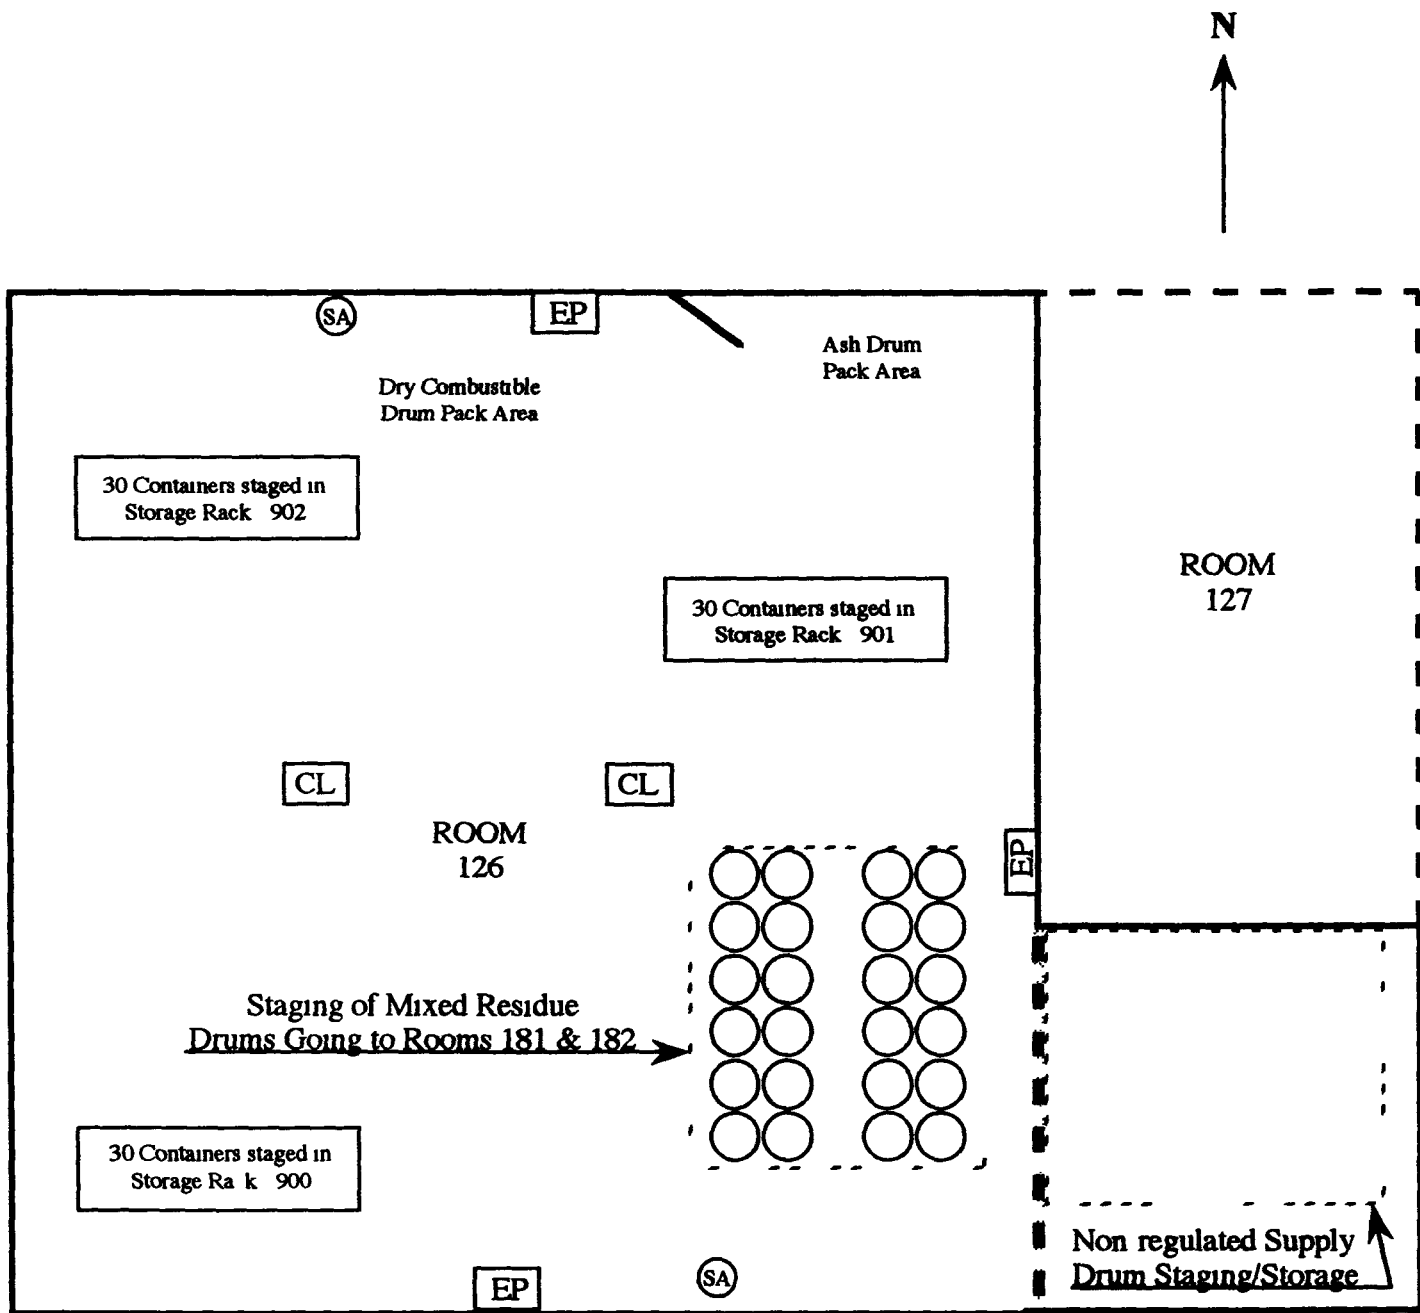 N
SA
EP
Ash Drum
Pack Area
Dry Combustible
Drum Pack Area
30 Containers staged in
Storage Rack 902
ROOM
127
30 Containers staged in
Storage Rack 901
CL
CL
ROOM
126
EP
Staging of Mixed Residue
Drums Going to Rooms 181 & 182
30 Containers staged in
Storage Ra k 900
Non regulated Supply
Drum Staging/Storage
SA
EP